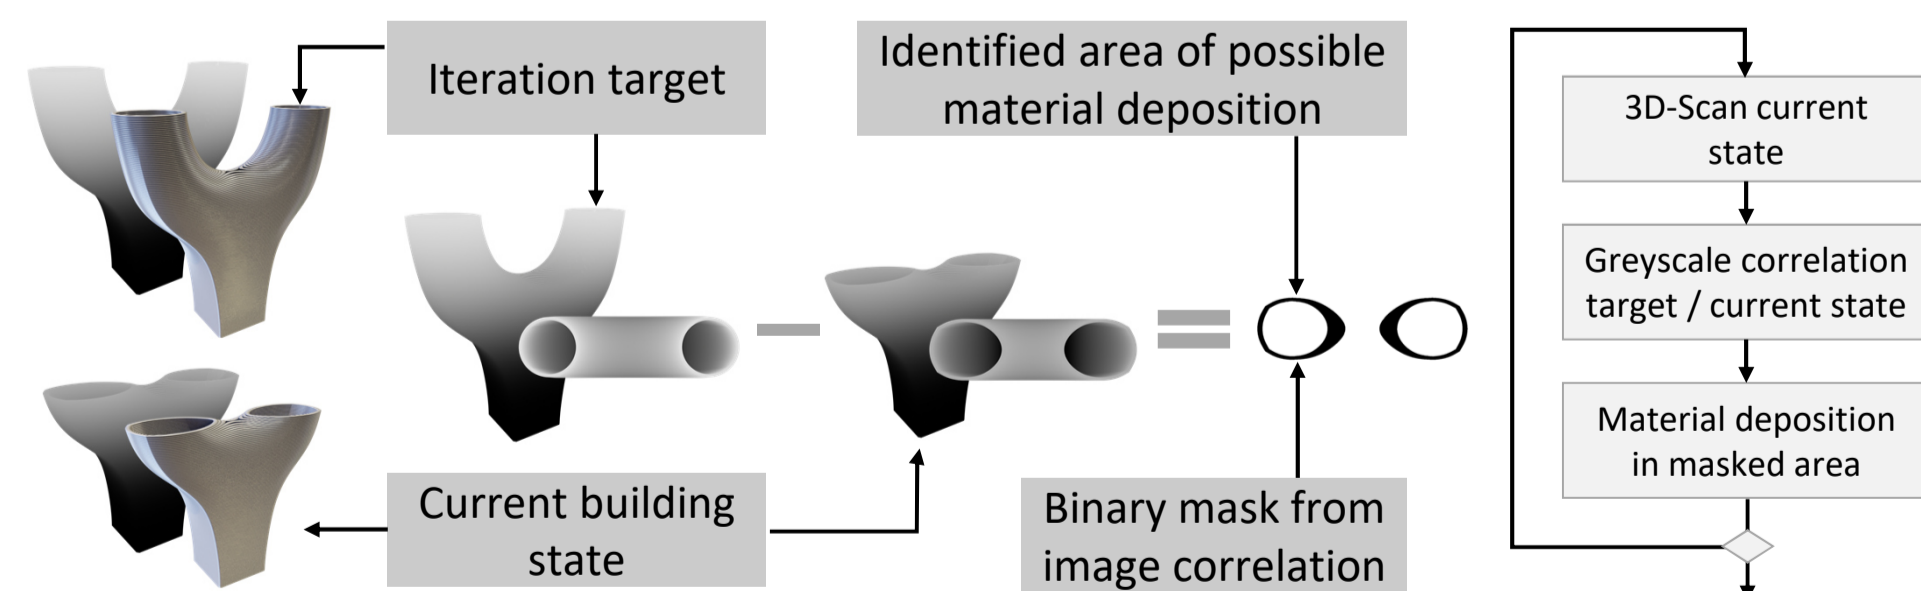 Iteration target
Identified area of possible
material deposition
Current building
state
Binary mask from
image correlation
3D-Scan current
state
Greyscale correlation
target / current state
Material deposition
in masked area